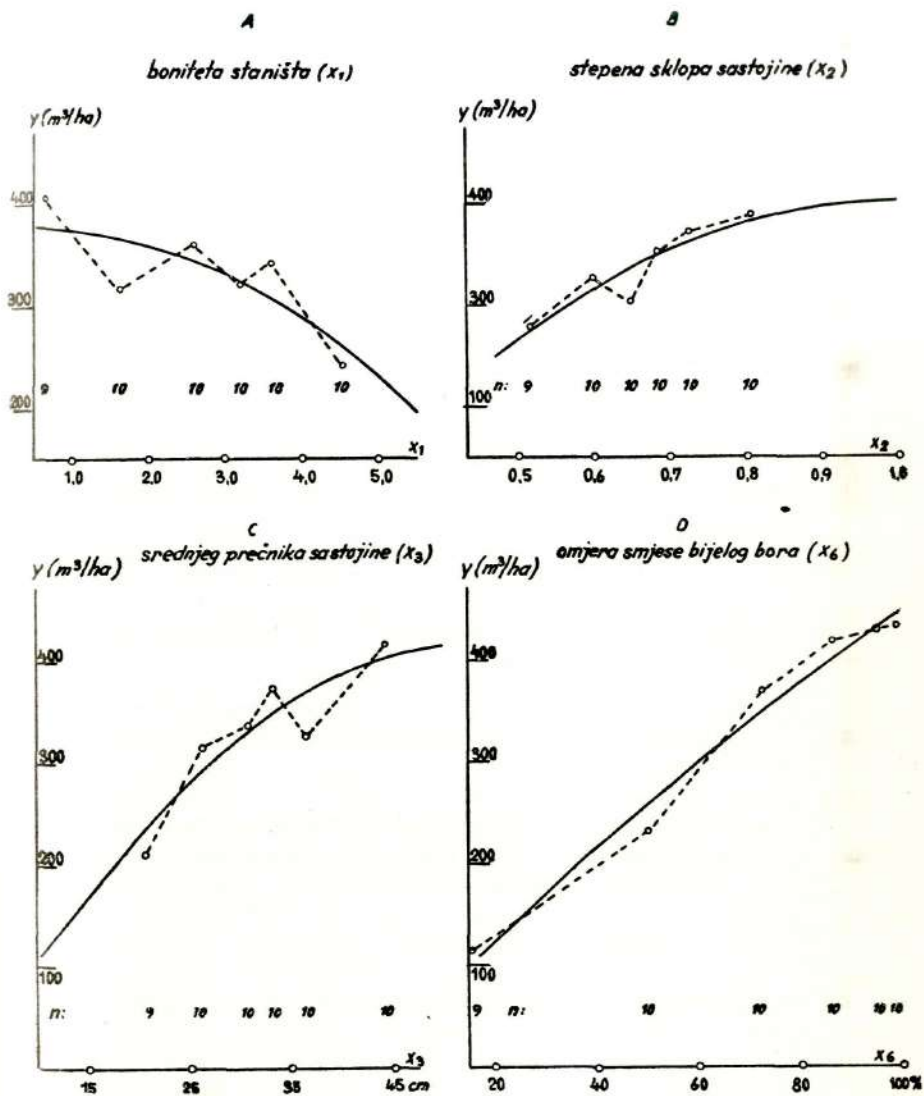 A
boniteta staništa (x₁)
y (m³/ha)
400
300
200
9 10 10 10 10 10
x₁
1,0 2,0 3,0 4,0 5,0
B
stepena sklopa sastojine (x₂)
y (m³/ha)
400
300
100
n: 9 10 10 10 10 10
x₂
0,5 0,6 0,7 0,8 0,9 1,0
C
srednjeg prečnika sastojine (x₃)
y (m³/ha)
400
300
200
100
n: 9 10 10 10 10 10
x₃
15 25 35 45 cm
D
omjera smjese bijelog bora (x₆)
y (m³/ha)
400
300
200
100
9 n: 10 10 10 10 10
x₆
20 40 60 80 100%